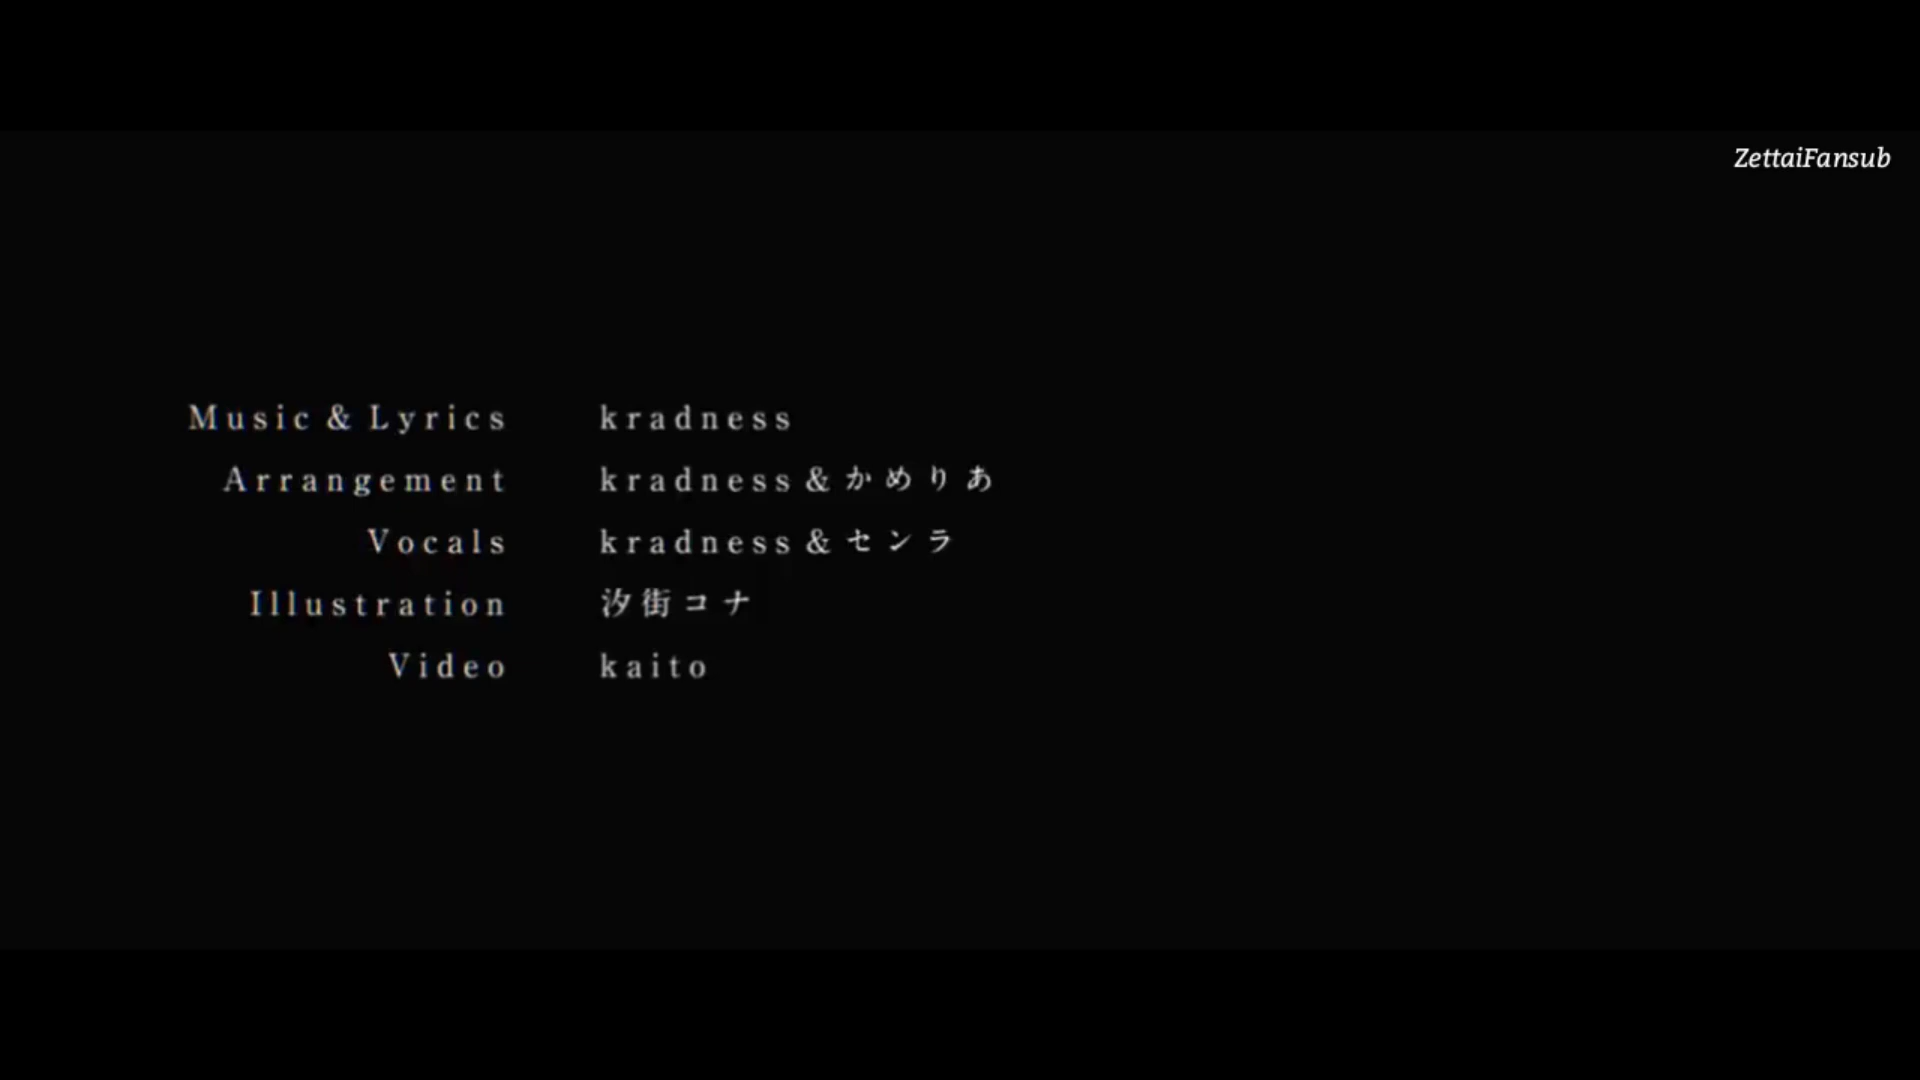 ZettaiFansub
Music & Lyrics kradness
Arrangement kradness & かめりあ
Vocals kradness & センラ
Illustration 汐街コナ
Video kaito